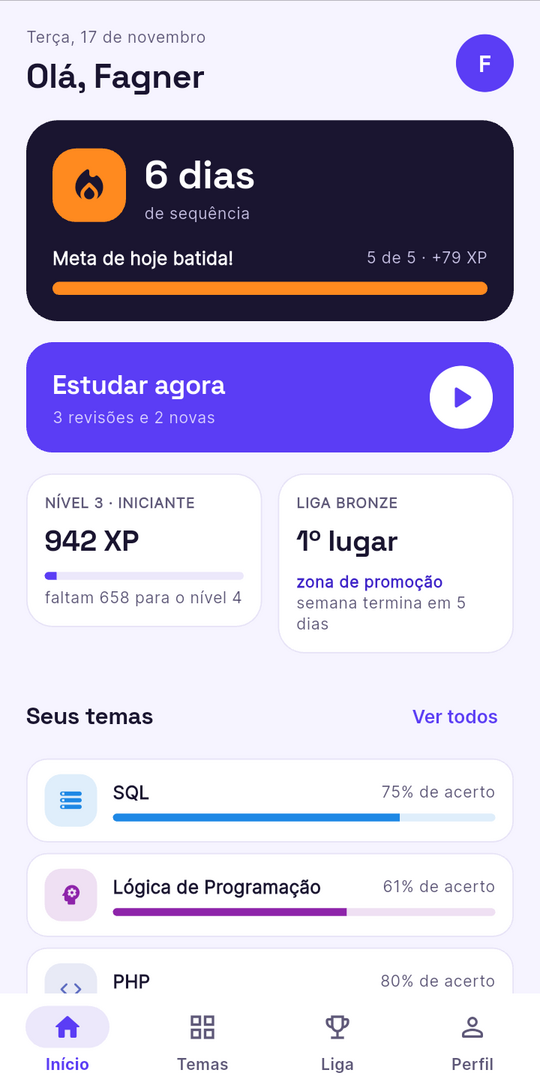 Terça, 17 de novembro
Olá, Fagner
F
6 dias
de sequência
Meta de hoje batida!
5 de 5 · +79 XP
Estudar agora
3 revisões e 2 novas
NÍVEL 3 · INICIANTE
942 XP
faltam 658 para o nível 4
LIGA BRONZE
1º lugar
zona de promoção
semana termina em 5
dias
Seus temas
Ver todos
SQL
75% de acerto
Lógica de Programação
61% de acerto
PHP
80% de acerto
Início
Temas
Liga
Perfil